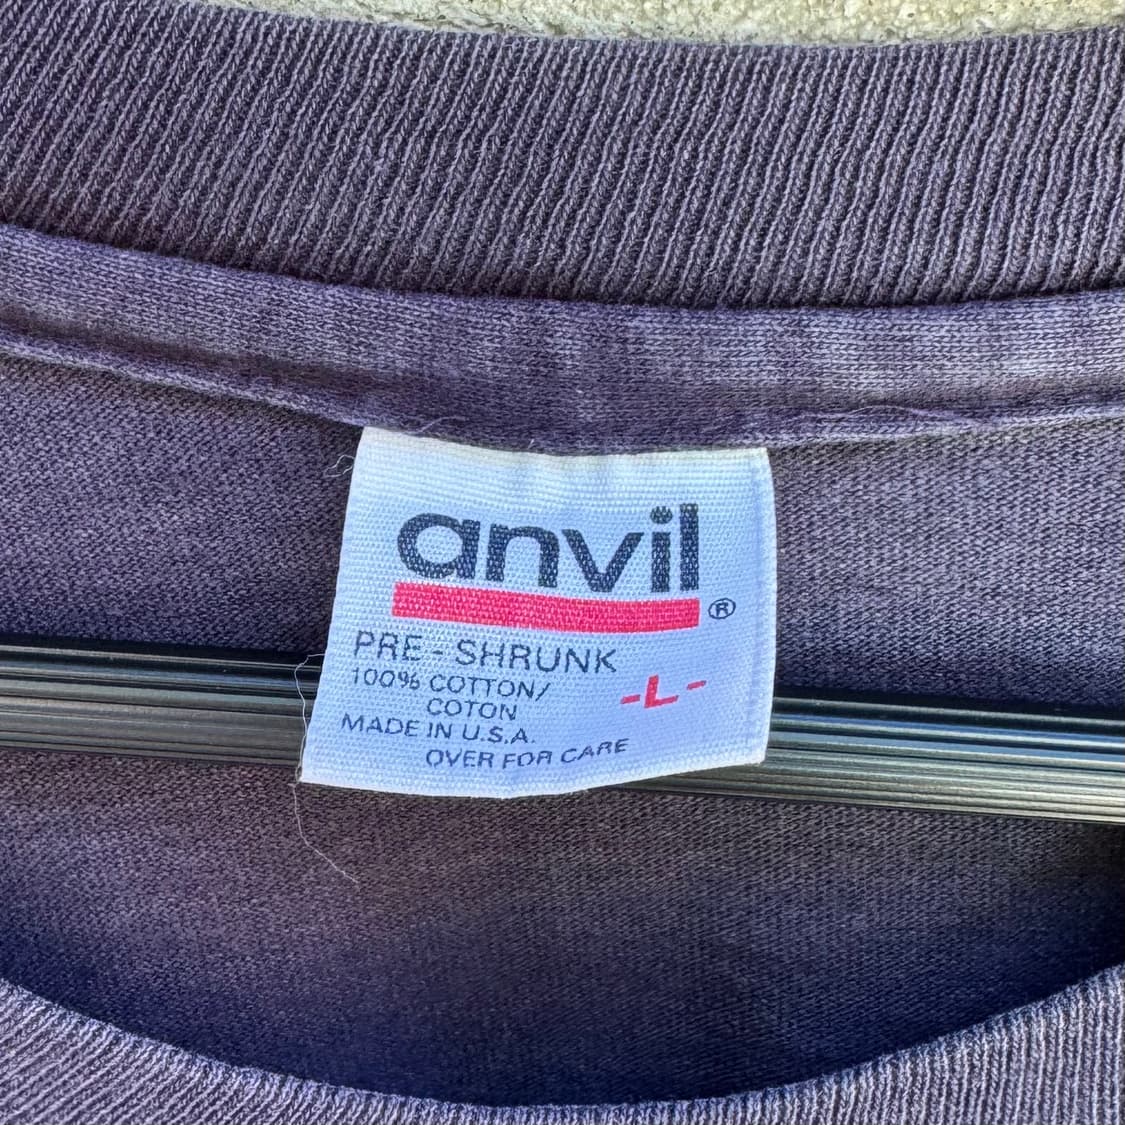 anvil®
PRE-SHRUNK
100% COTTON/
COTON
-L-
MADE IN U.S.A.
OVER FOR CARE